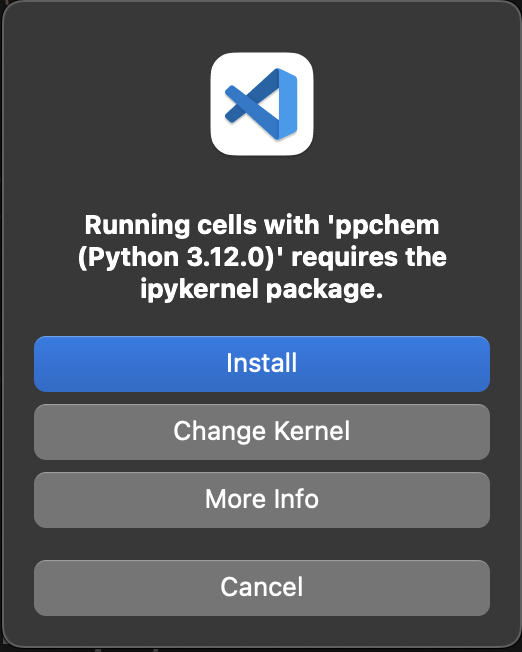 Running cells with 'ppchem
(Python 3.12.0)' requires the
ipykernel package.
Install
Change Kernel
More Info
Cancel